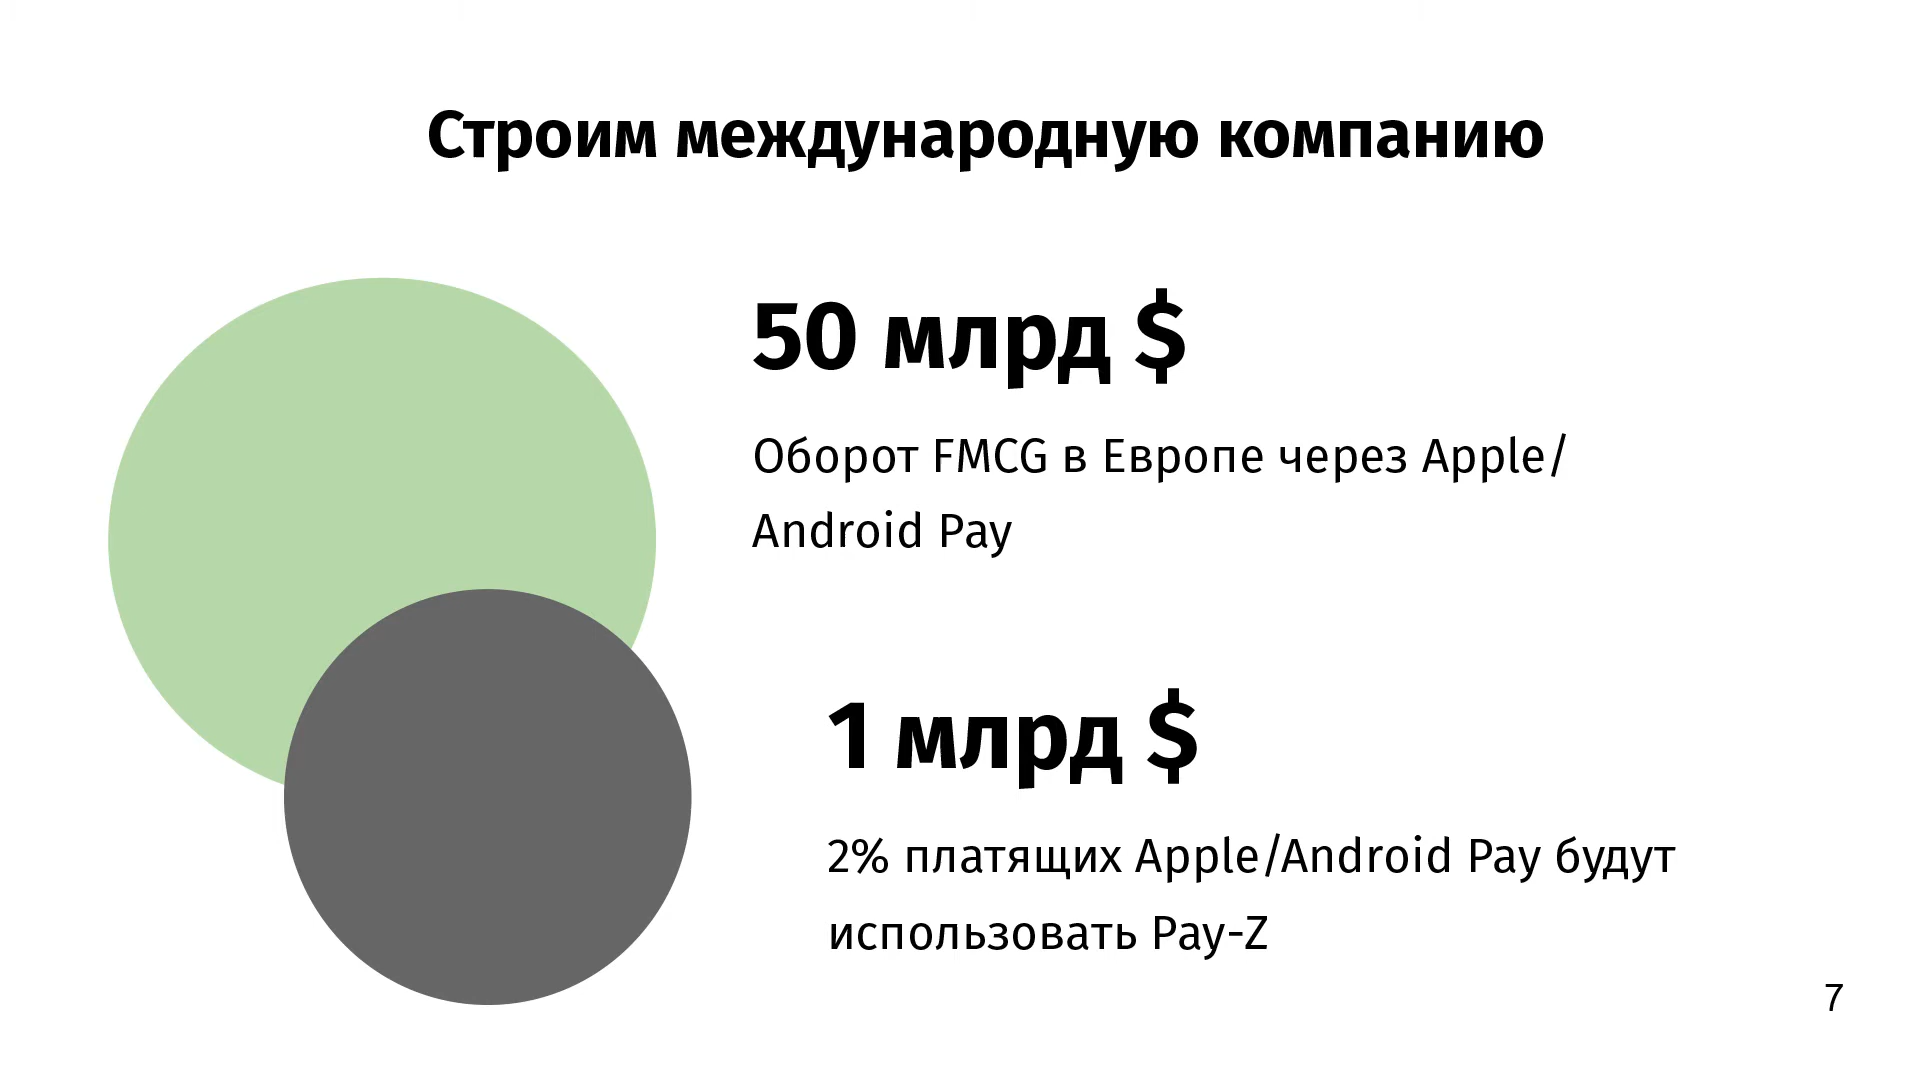 Строим международную компанию
50 млрд $
Оборот FMCG в Европе через Apple/
Android Pay
1 млрд $
2% платящих Apple/Android Pay будут
использовать Pay-Z
7